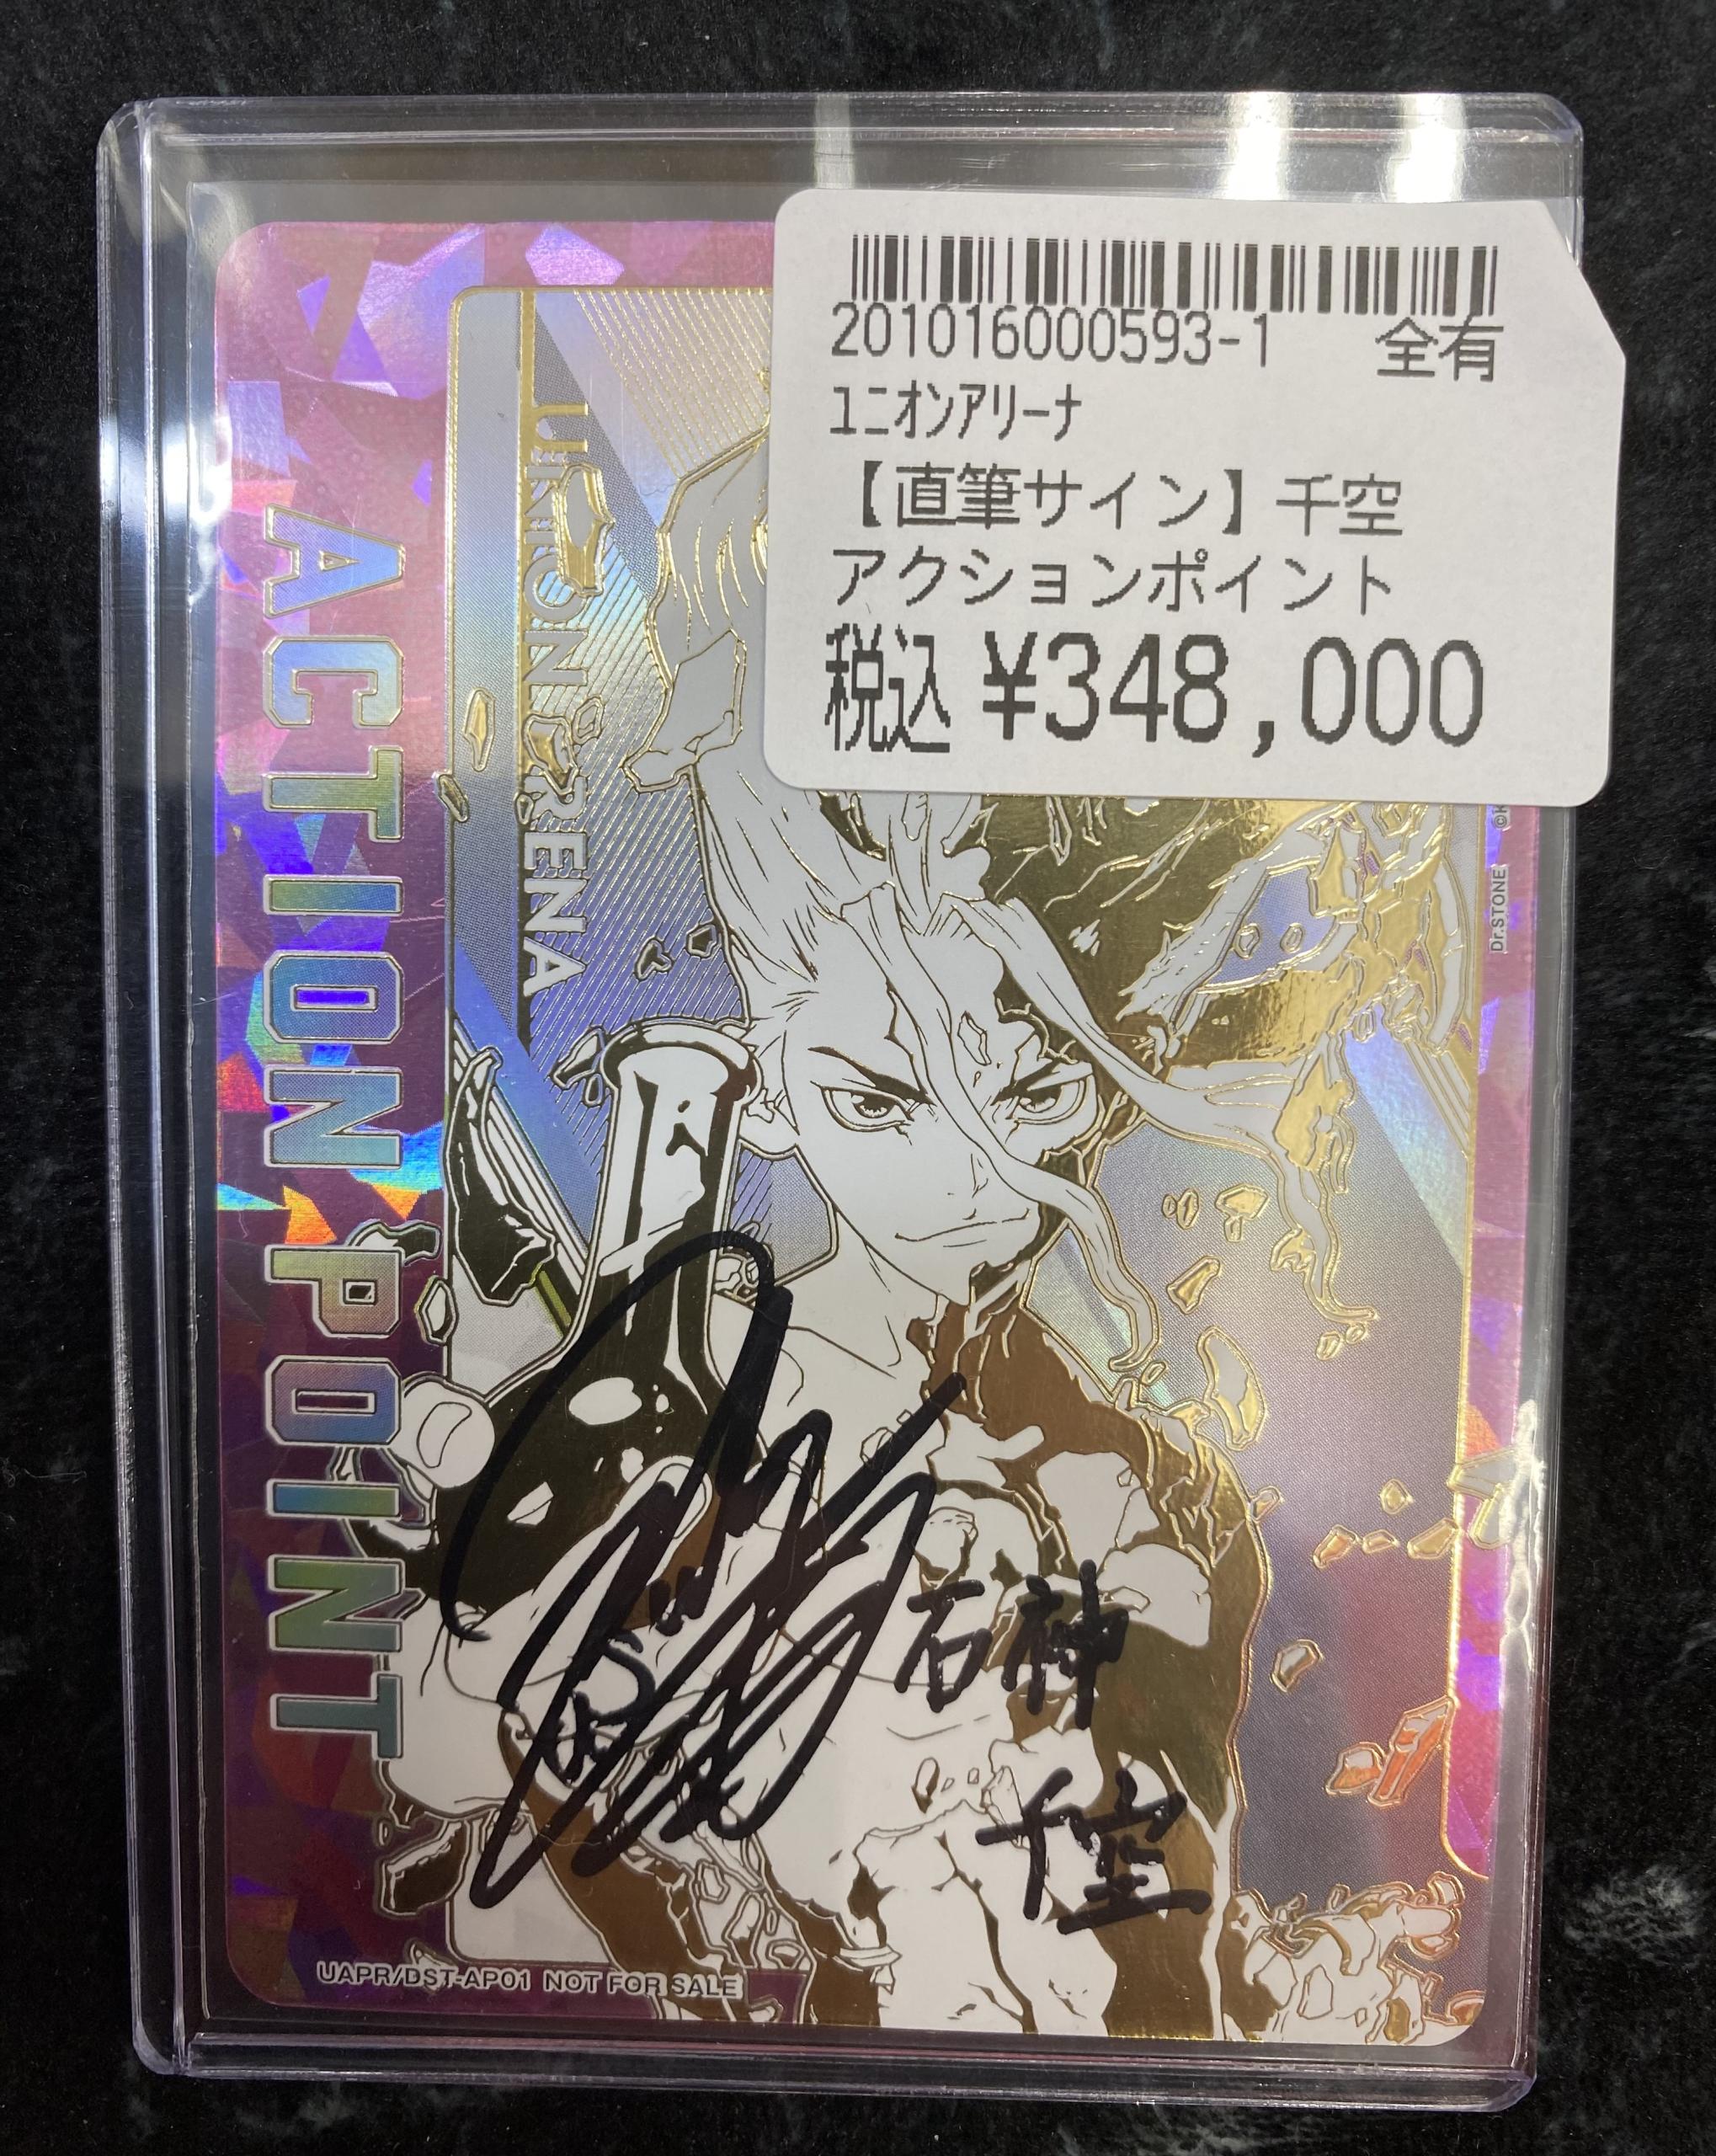 201016000593-1 全有
ユニオンアリーナ
【直筆サイン】千空
アクションポイント
税込 ¥348,000
UNION ARENA
ACTION POINT
Dr.STONE
石神
千空
UAPR/DST-AP01 NOT FOR SALE